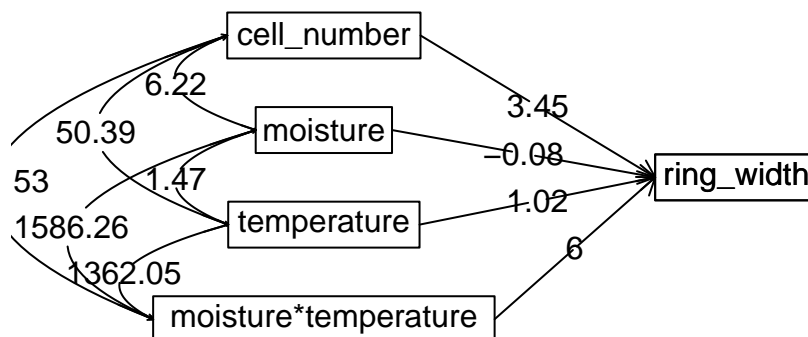 cell_number
6.22
3.45
50.39
moisture
−0.08
53
1.47
ring_width
1586.26
temperature
1.02
1362.05
6
moisture*temperature